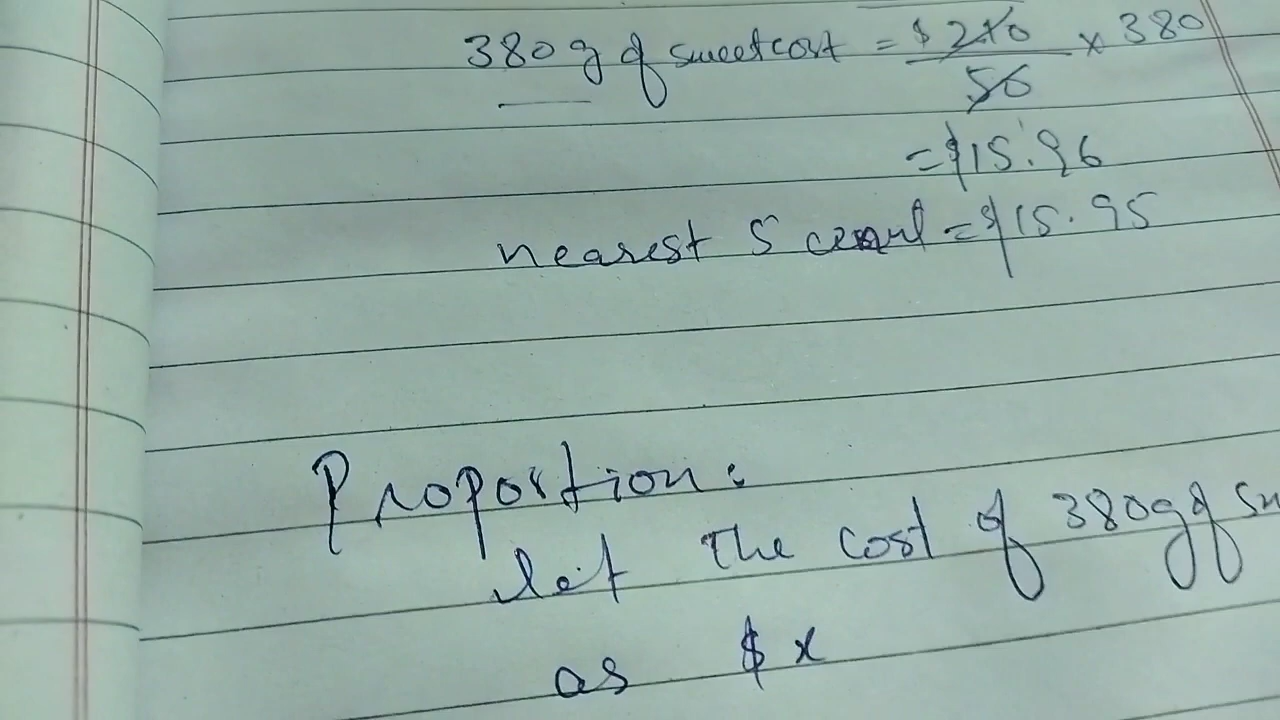 380 g of sweet cost = $ 2.10 / 50 × 380
= $15.96
nearest 5 cent = $15.95
Proportion:
let the cost of 380g of
as $ x